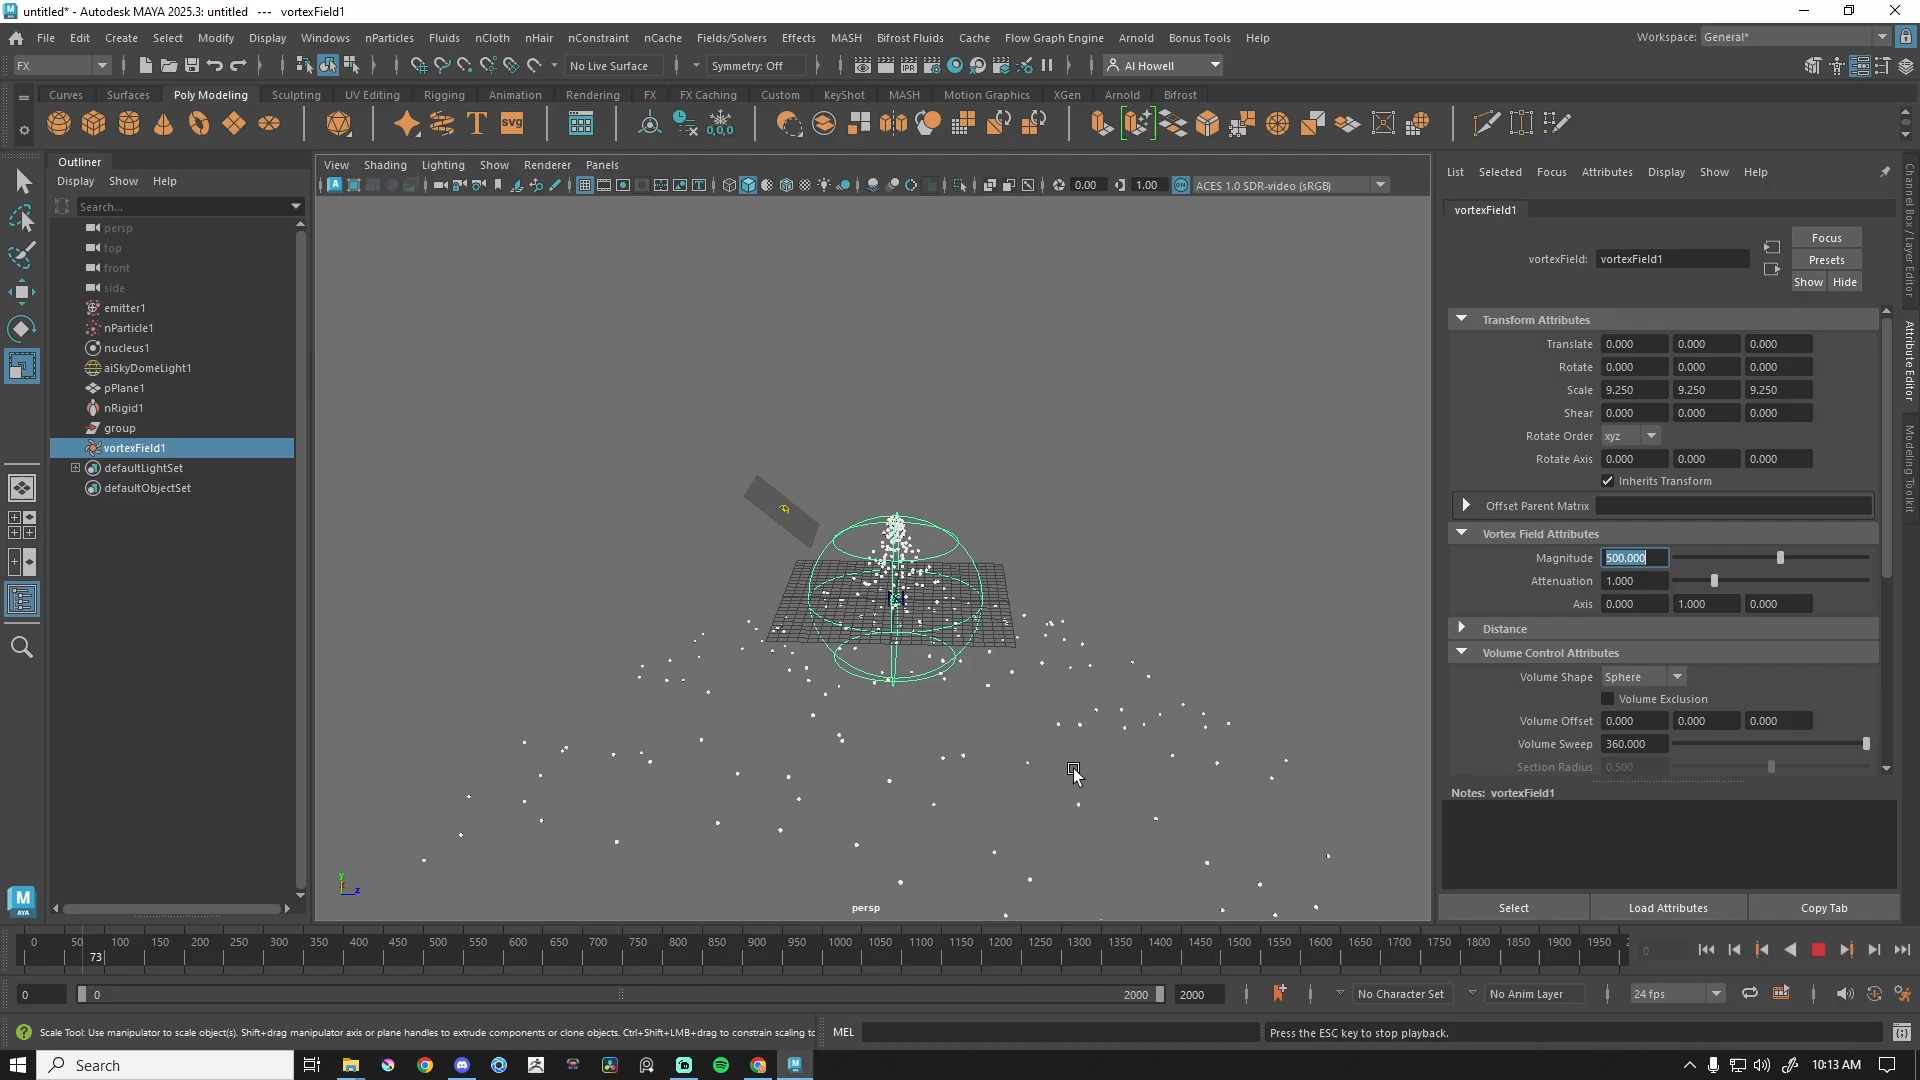 untitled* - Autodesk MAYA 2025.3: untitled --- vortexField1
File Edit Create Select Modify Display Windows nParticles Fluids nCloth nHair nConstraint nCache Fields/Solvers Effects MASH Bifrost Fluids Cache Flow Graph Engine Arnold Bonus Tools Help
Workspace: General*
FX
No Live Surface
Symmetry: Off
IPR
Al Howell
Curves Surfaces Poly Modeling Sculpting UV Editing Rigging Animation Rendering FX FX Caching Custom KeyShot MASH Motion Graphics XGen Arnold Bifrost
T
SVG
0,0,0
Outliner
Display Show Help
Search...
persp
top
front
side
emitter1
nParticle1
nucleus1
aiSkyDomeLight1
pPlane1
nRigid1
group
vortexField1
defaultLightSet
defaultObjectSet
View Shading Lighting Show Renderer Panels
0.00
1.00
ACES 1.0 SDR-video (sRGB)
y
z
persp
List Selected Focus Attributes Display Show Help
vortexField1
vortexField: vortexField1
Focus
Presets
Show Hide
Transform Attributes
Translate 0.000 0.000 0.000
Rotate 0.000 0.000 0.000
Scale 9.250 9.250 9.250
Shear 0.000 0.000 0.000
Rotate Order xyz
Rotate Axis 0.000 0.000 0.000
Inherits Transform
Offset Parent Matrix
Vortex Field Attributes
Magnitude 500.000
Attenuation 1.000
Axis 0.000 1.000 0.000
Distance
Volume Control Attributes
Volume Shape Sphere
Volume Exclusion
Volume Offset 0.000 0.000 0.000
Volume Sweep 360.000
Section Radius 0.500
Notes: vortexField1
Select Load Attributes Copy Tab
Channel Box / Layer Editor
Attribute Editor
Modeling Toolkit
M
AYA
0 50 100 150 200 250 300 350 400 450 500 550 600 650 700 750 800 850 900 950 1000 1050 1100 1150 1200 1250 1300 1350 1400 1450 1500 1550 1600 1650 1700 1750 1800 1850 1900 1950 2
73
0
0
0
2000
2000
No Character Set
No Anim Layer
24 fps
Scale Tool: Use manipulator to scale object(s). Shift+drag manipulator axis or plane handles to extrude components or clone objects. Ctrl+Shift+LMB+drag to constrain scaling to
MEL
Press the ESC key to stop playback.
Search
10:13 AM